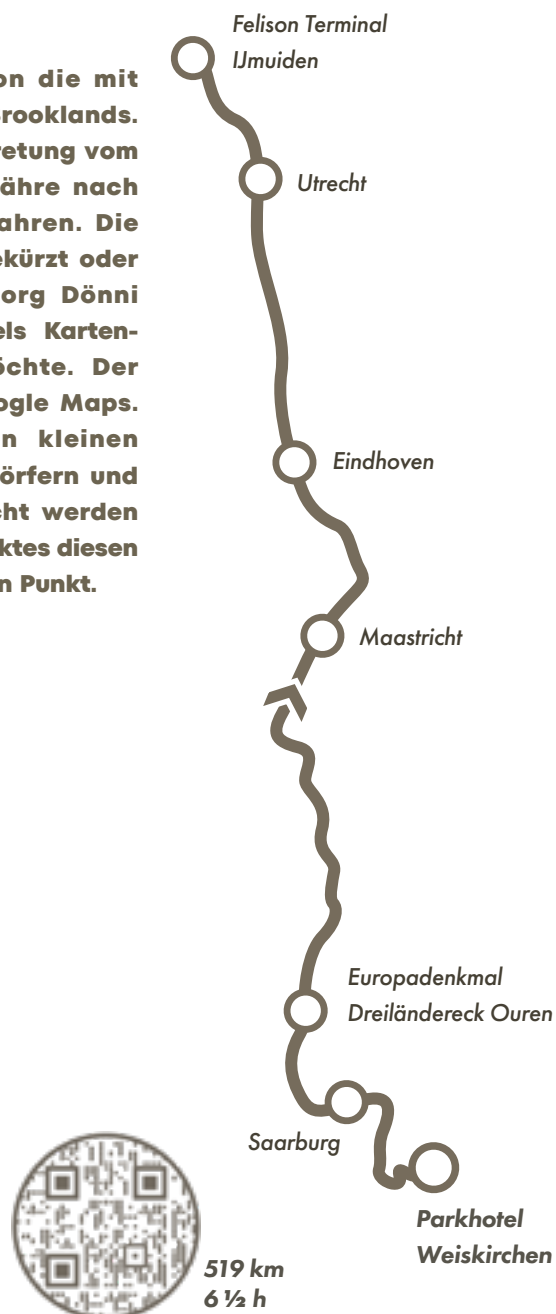 on die mit
Brooklands.
retung vom
ähre nach
ahren. Die
ekürzt oder
org Dönni
els Karten-
öchte. Der
ogle Maps.
n kleinen
örfern und
cht werden
ktes diesen
n Punkt.
Felison Terminal
IJmuiden
Utrecht
Eindhoven
Maastricht
Europadenkmal
Dreiländereck Ouren
Saarburg
Parkhotel
Weiskirchen
519 km
6 ½ h